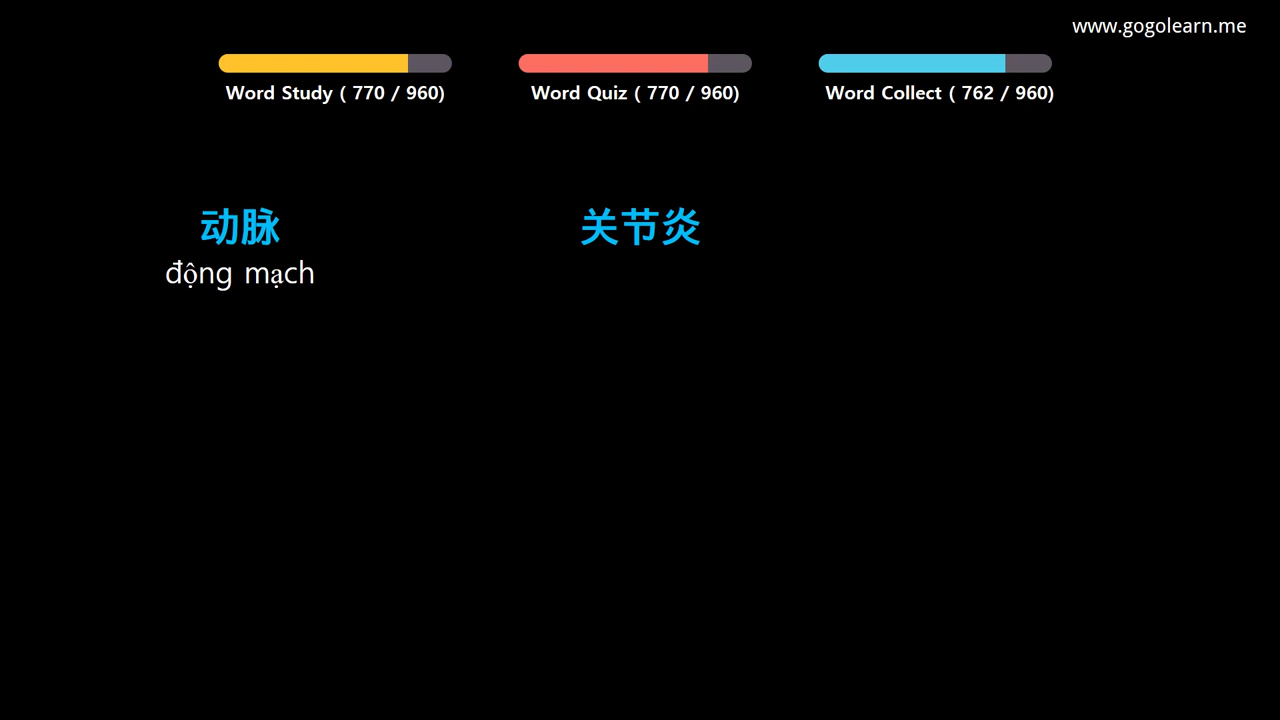 www.gogolearn.me
Word Study ( 770 / 960)
Word Quiz ( 770 / 960)
Word Collect ( 762 / 960)
动脉
động mạch
关节炎